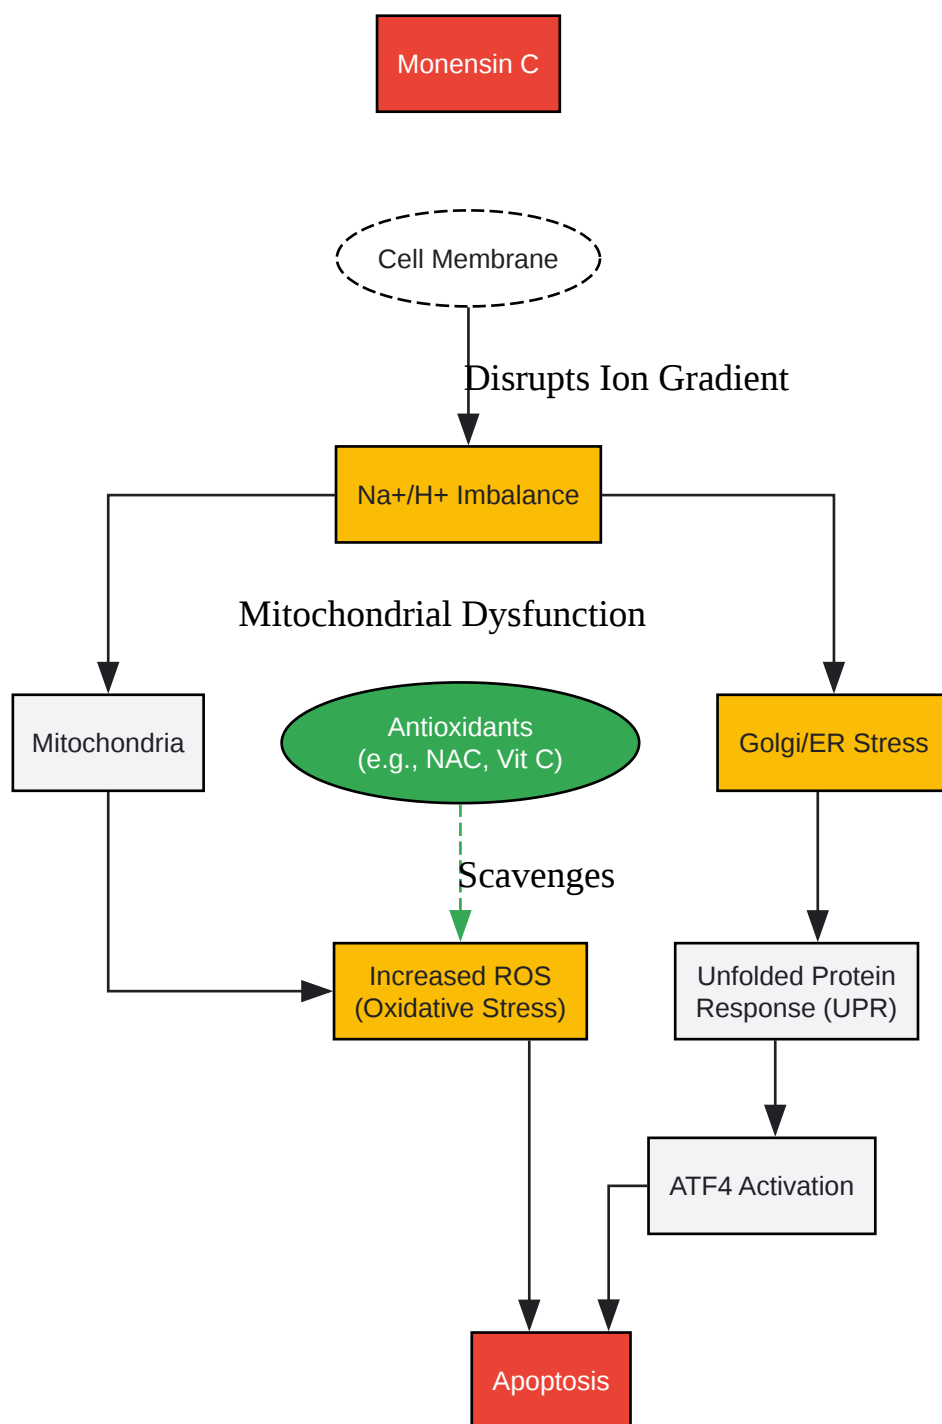 Monensin C
Cell Membrane
Disrupts Ion Gradient
Na+/H+ Imbalance
Mitochondrial Dysfunction
Mitochondria
Antioxidants
(e.g., NAC, Vit C)
Golgi/ER Stress
Scavenges
Increased ROS
(Oxidative Stress)
Unfolded Protein
Response (UPR)
ATF4 Activation
Apoptosis